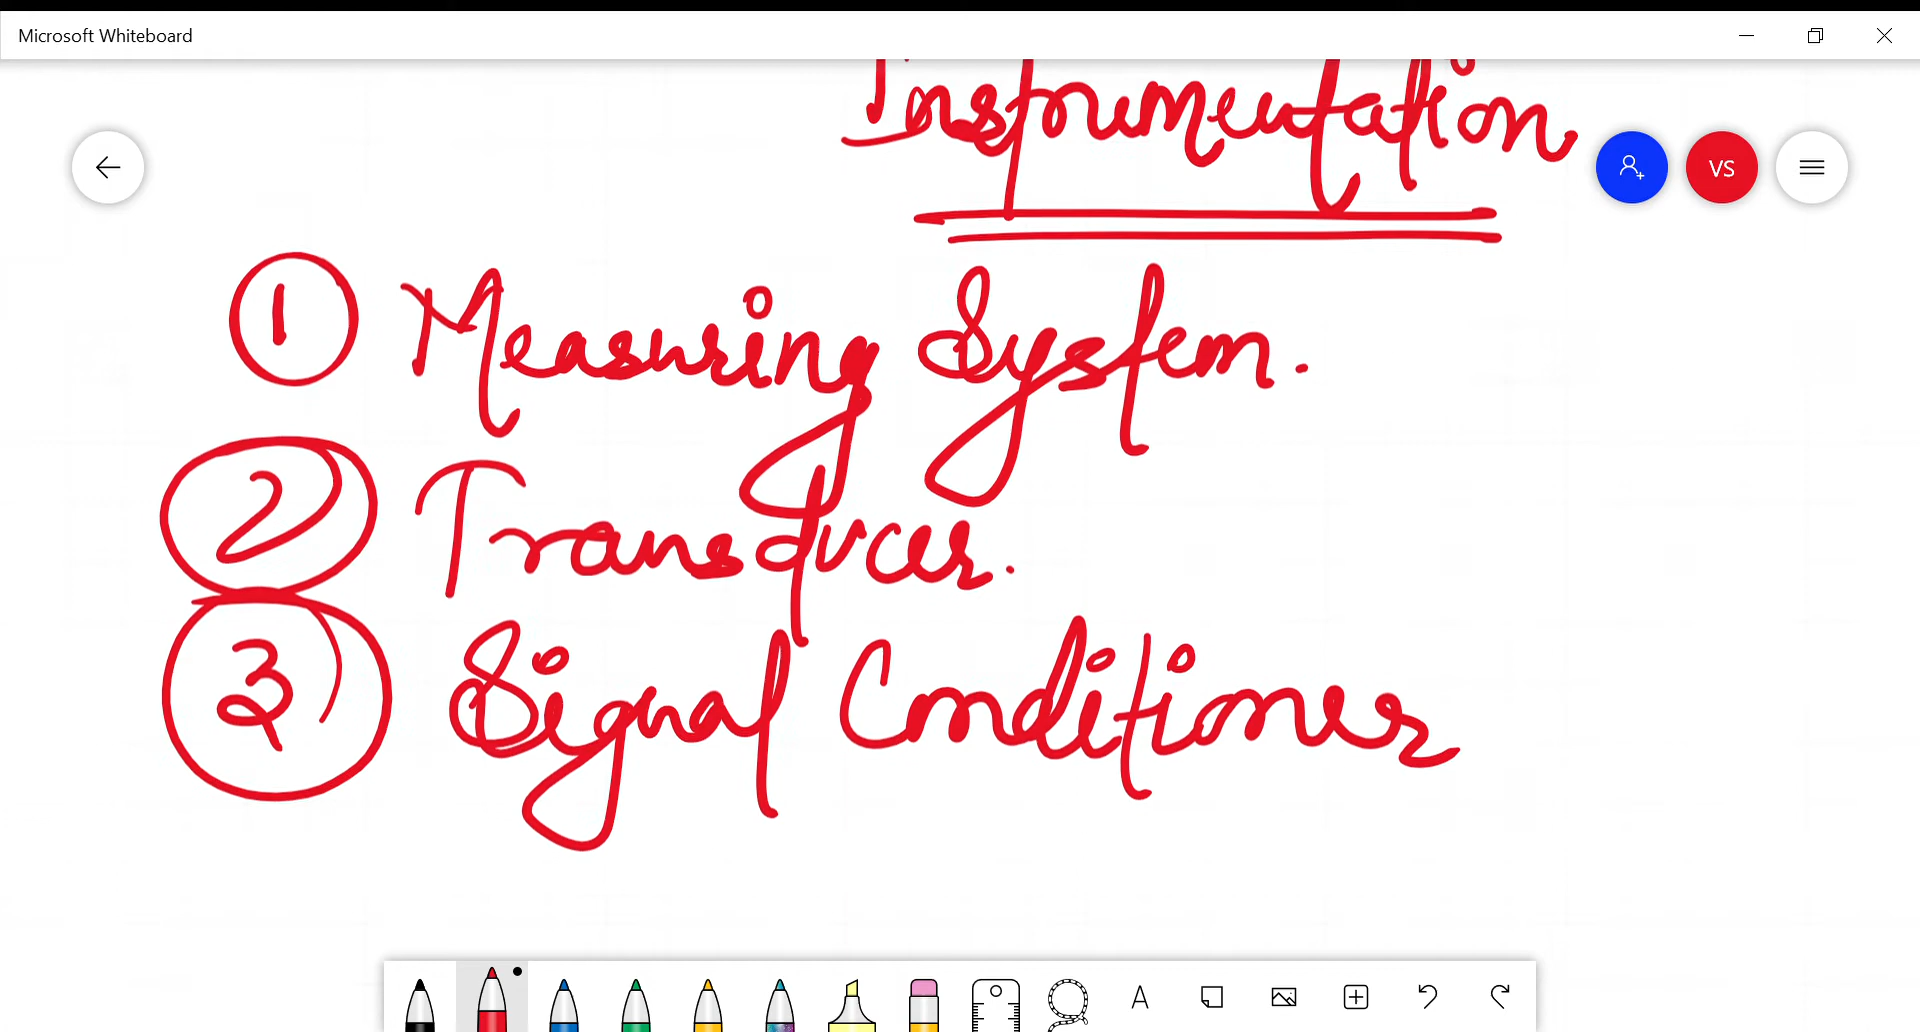 Microsoft Whiteboard
Instrumentation
VS
1 Measuring System.
2 Transducer.
3 Signal Conditioner
A